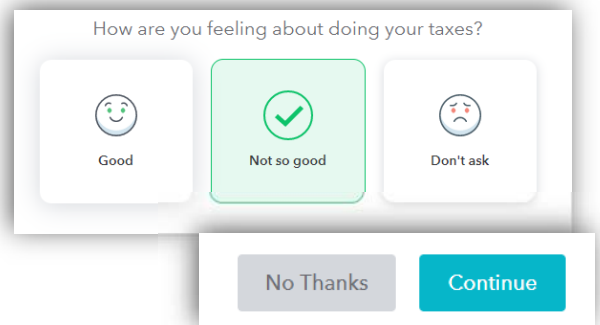 How are you feeling about doing your taxes?
Good
Not so good
Don't ask
No Thanks
Continue